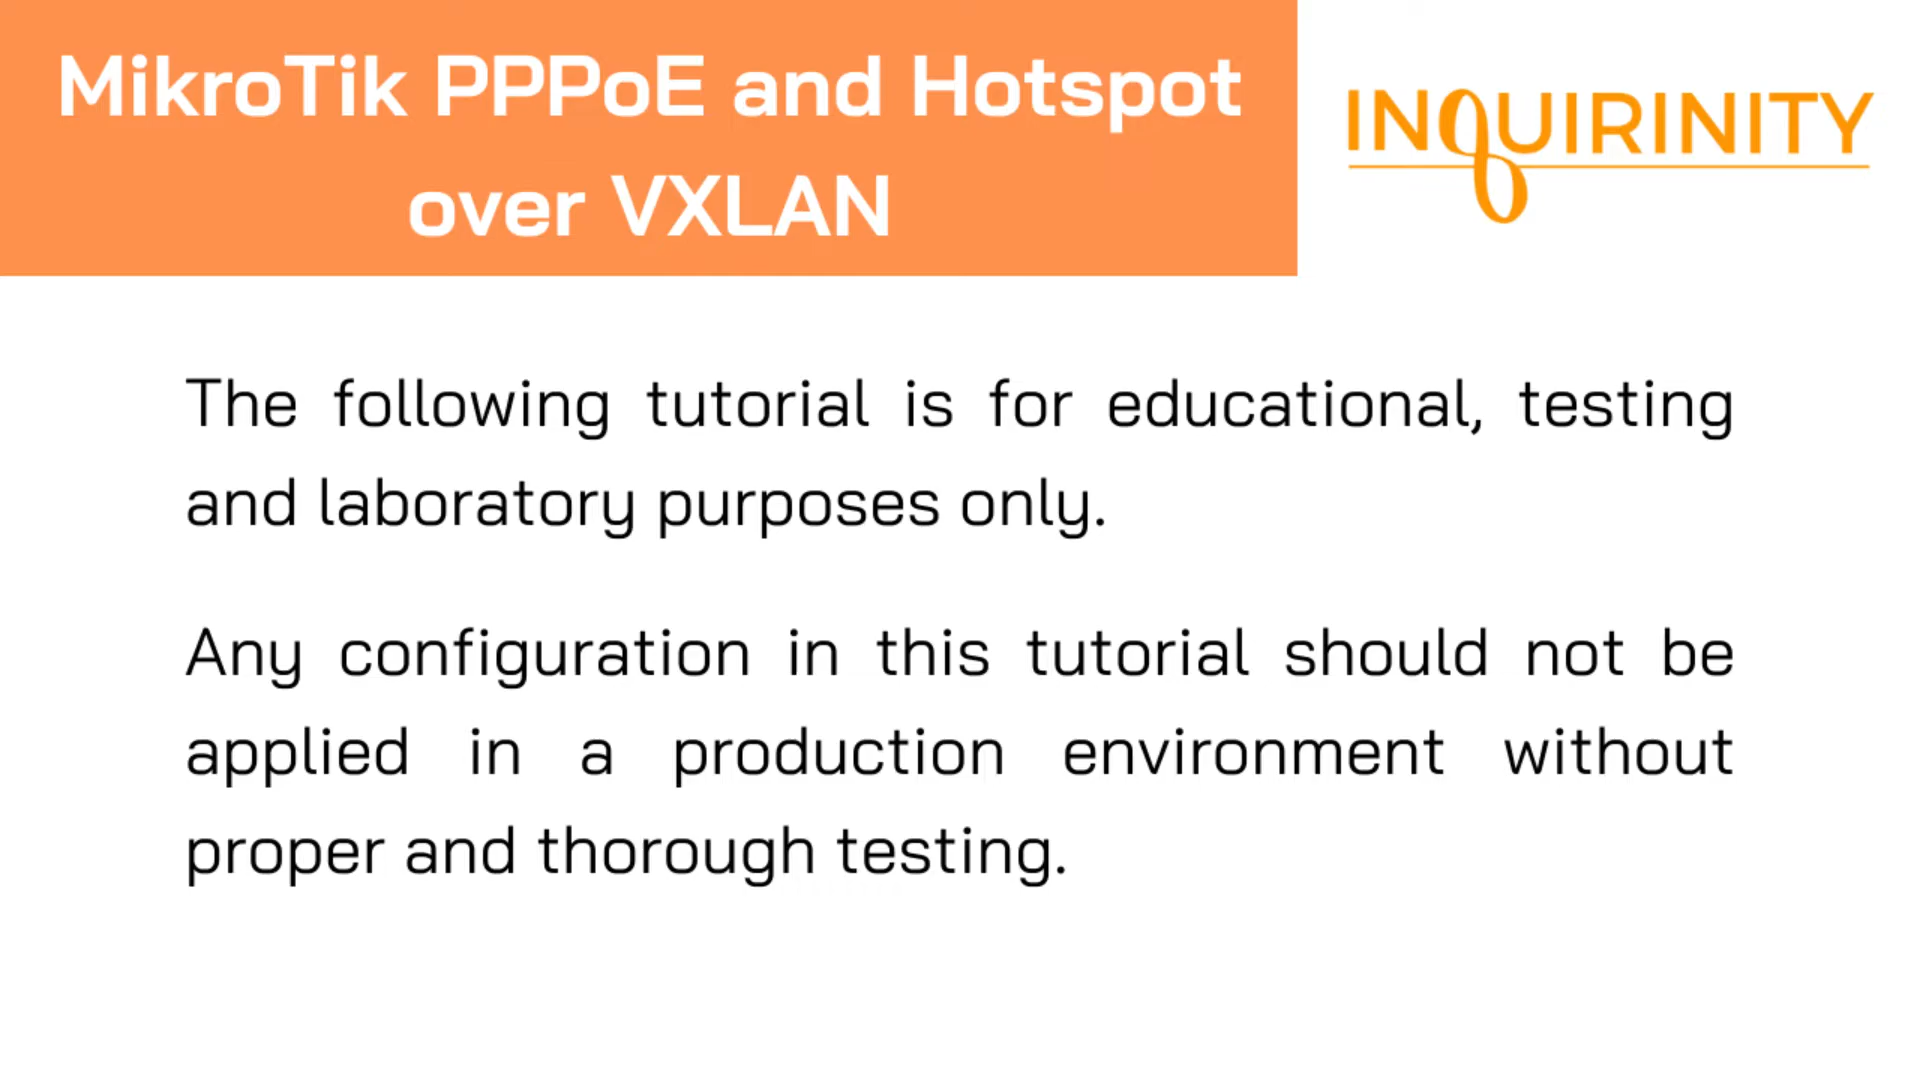 MikroTik PPPoE and Hotspot
over VXLAN
INQUIRINITY
The following tutorial is for educational, testing
and laboratory purposes only.
Any configuration in this tutorial should not be
applied in a production environment without
proper and thorough testing.